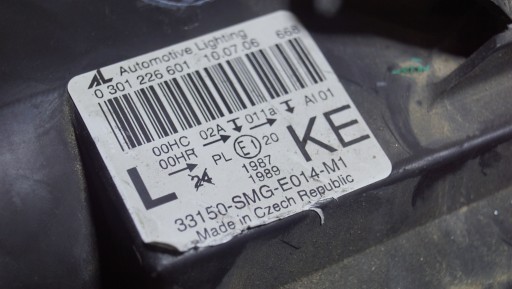 AL Automotive Lighting
0 301 226 601 10.07.06 668
00HC 02A 011a AI 01
00HR PL E1 20 KE
L 24 1987
1989
33150-SMG-E014-M1
Made in Czech Republic